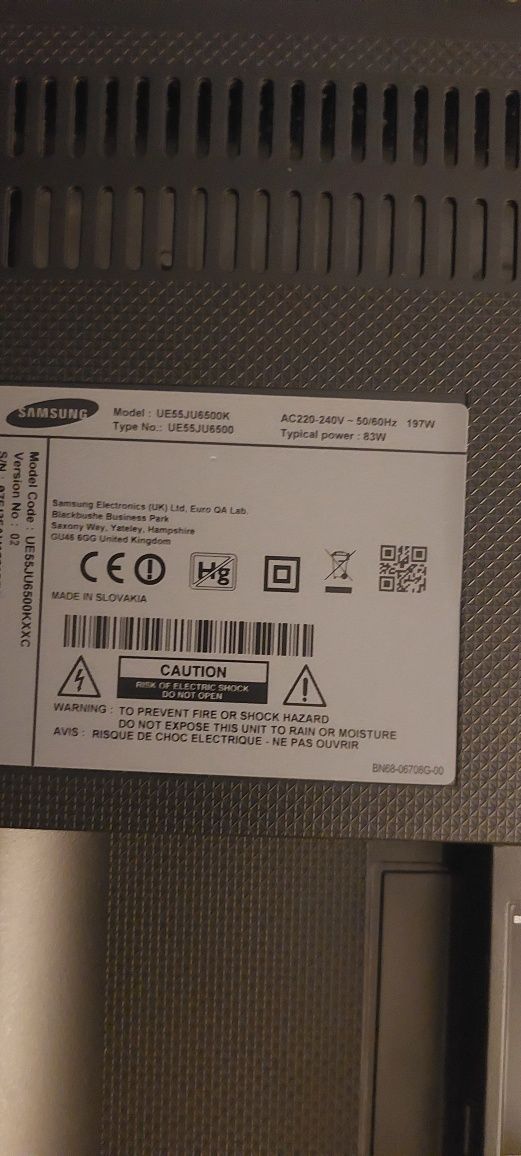 SAMSUNG
Model : UE55JU6500K
Type No.: UE55JU6500
AC220-240V ~ 50/60Hz 197W
Typical power : 83W
Model Code : UE55JU6500KXXC
Version No : 02
S/N :
Samsung Electronics (UK) Ltd, Euro QA Lab.
Blackbushe Business Park
Saxony Way, Yateley, Hampshire
GU46 6GG United Kingdom
CE
Hg
MADE IN SLOVAKIA
CAUTION
RISK OF ELECTRIC SHOCK
DO NOT OPEN
WARNING : TO PREVENT FIRE OR SHOCK HAZARD
DO NOT EXPOSE THIS UNIT TO RAIN OR MOISTURE
AVIS : RISQUE DE CHOC ELECTRIQUE - NE PAS OUVRIR
BN68-06708G-00